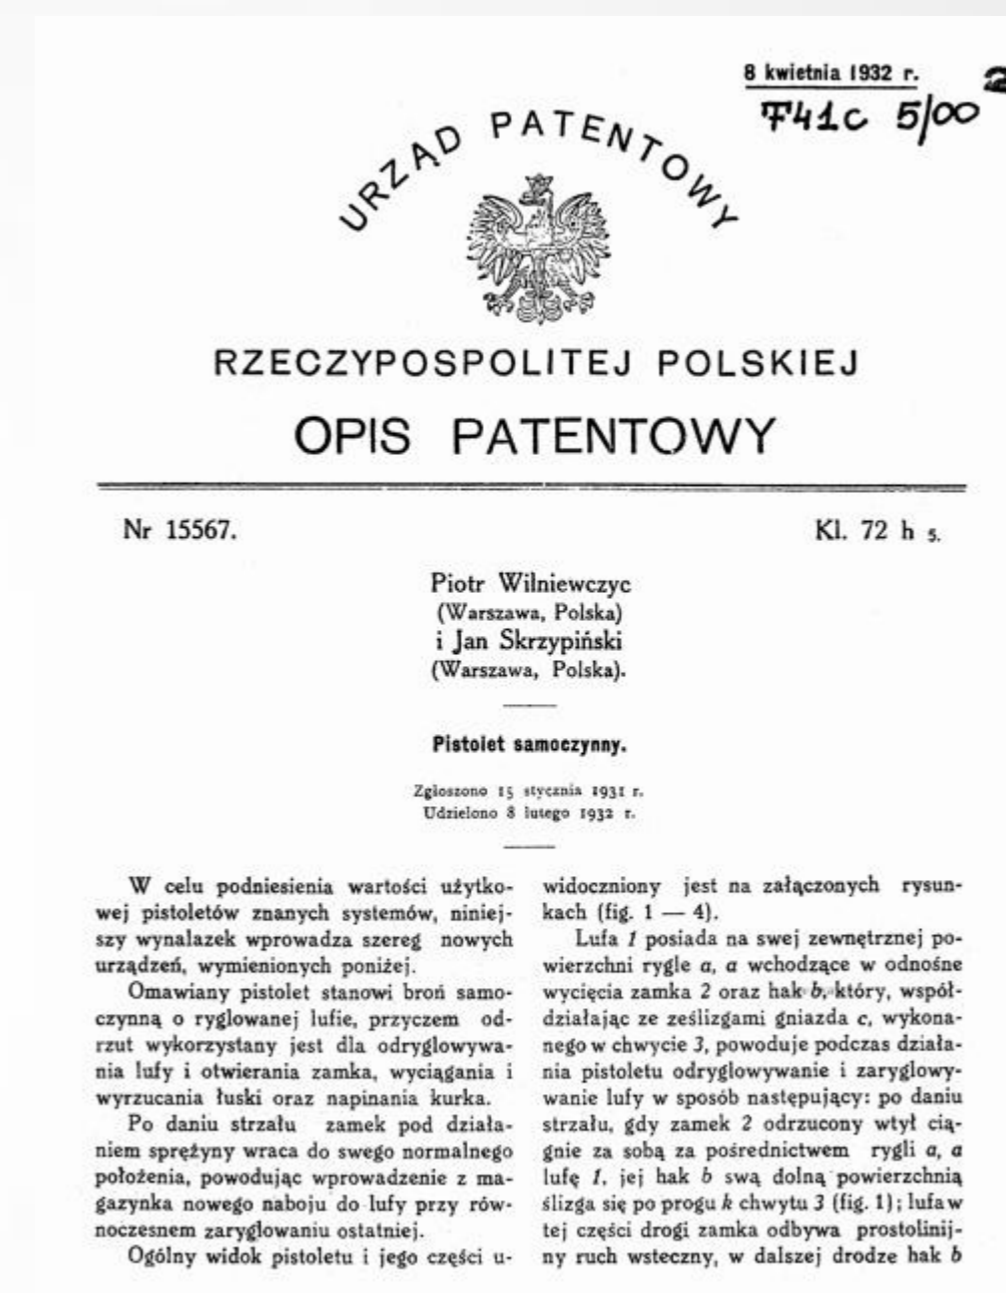 8 kwietnia 1932 r.
F41c 5/00
URZĄD PATENTOWY
RZECZYPOSPOLITEJ POLSKIEJ
OPIS PATENTOWY
Nr 15567.
Kl. 72 h 5.
Piotr Wilniewczyc
(Warszawa, Polska)
i Jan Skrzypiński
(Warszawa, Polska).
Pistolet samoczynny.
Zgłoszono 15 stycznia 1931 r.
Udzielono 8 lutego 1932 r.
W celu podniesienia wartości użytko-
wej pistoletów znanych systemów, niniej-
szy wynalazek wprowadza szereg nowych
urządzeń, wymienionych poniżej.
Omawiany pistolet stanowi broń samo-
czynną o ryglowanej lufie, przyczem od-
rzut wykorzystany jest dla odryglowywa-
nia lufy i otwierania zamka, wyciągania i
wyrzucania łuski oraz napinania kurka.
Po daniu strzału zamek pod działa-
niem sprężyny wraca do swego normalnego
położenia, powodując wprowadzenie z ma-
gazynka nowego naboju do lufy przy rów-
noczesnem zaryglowaniu ostatniej.
Ogólny widok pistoletu i jego części u-
widoczniony jest na załączonych rysun-
kach (fig. 1 — 4).
Lufa 1 posiada na swej zewnętrznej po-
wierzchni rygle a, a wchodzące w odnośne
wycięcia zamka 2 oraz hak b, który, współ-
działając ze ześlizgami gniazda c, wykona-
nego w chwycie 3, powoduje podczas działa-
nia pistoletu odryglowywanie i zaryglowy-
wanie lufy w sposób następujący: po daniu
strzału, gdy zamek 2 odrzucony wtył cią-
gnie za sobą za pośrednictwem rygli a, a
lufę 1, jej hak b swą dolną powierzchnią
ślizga się po progu k chwytu 3 (fig. 1); lufa w
tej części drogi zamka odbywa prostolinij-
ny ruch wsteczny, w dalszej drodze hak b